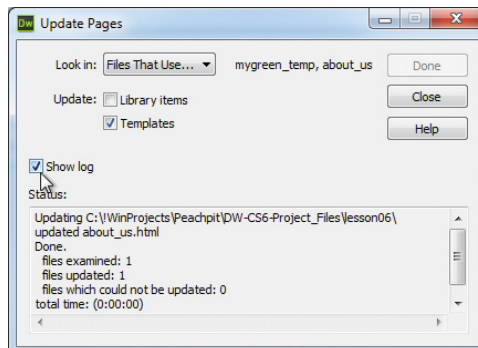 Dw Update Pages
Look in: Files That Use... mygreen_temp, about_us Done
Update: Library items Close
Templates Help
Show log
Status:
Updating C:\!WinProjects\Peachpit\DW-CS6-Project_Files\lesson06\
updated about_us.html
Done.
files examined: 1
files updated: 1
files which could not be updated: 0
total time: (0:00:00)